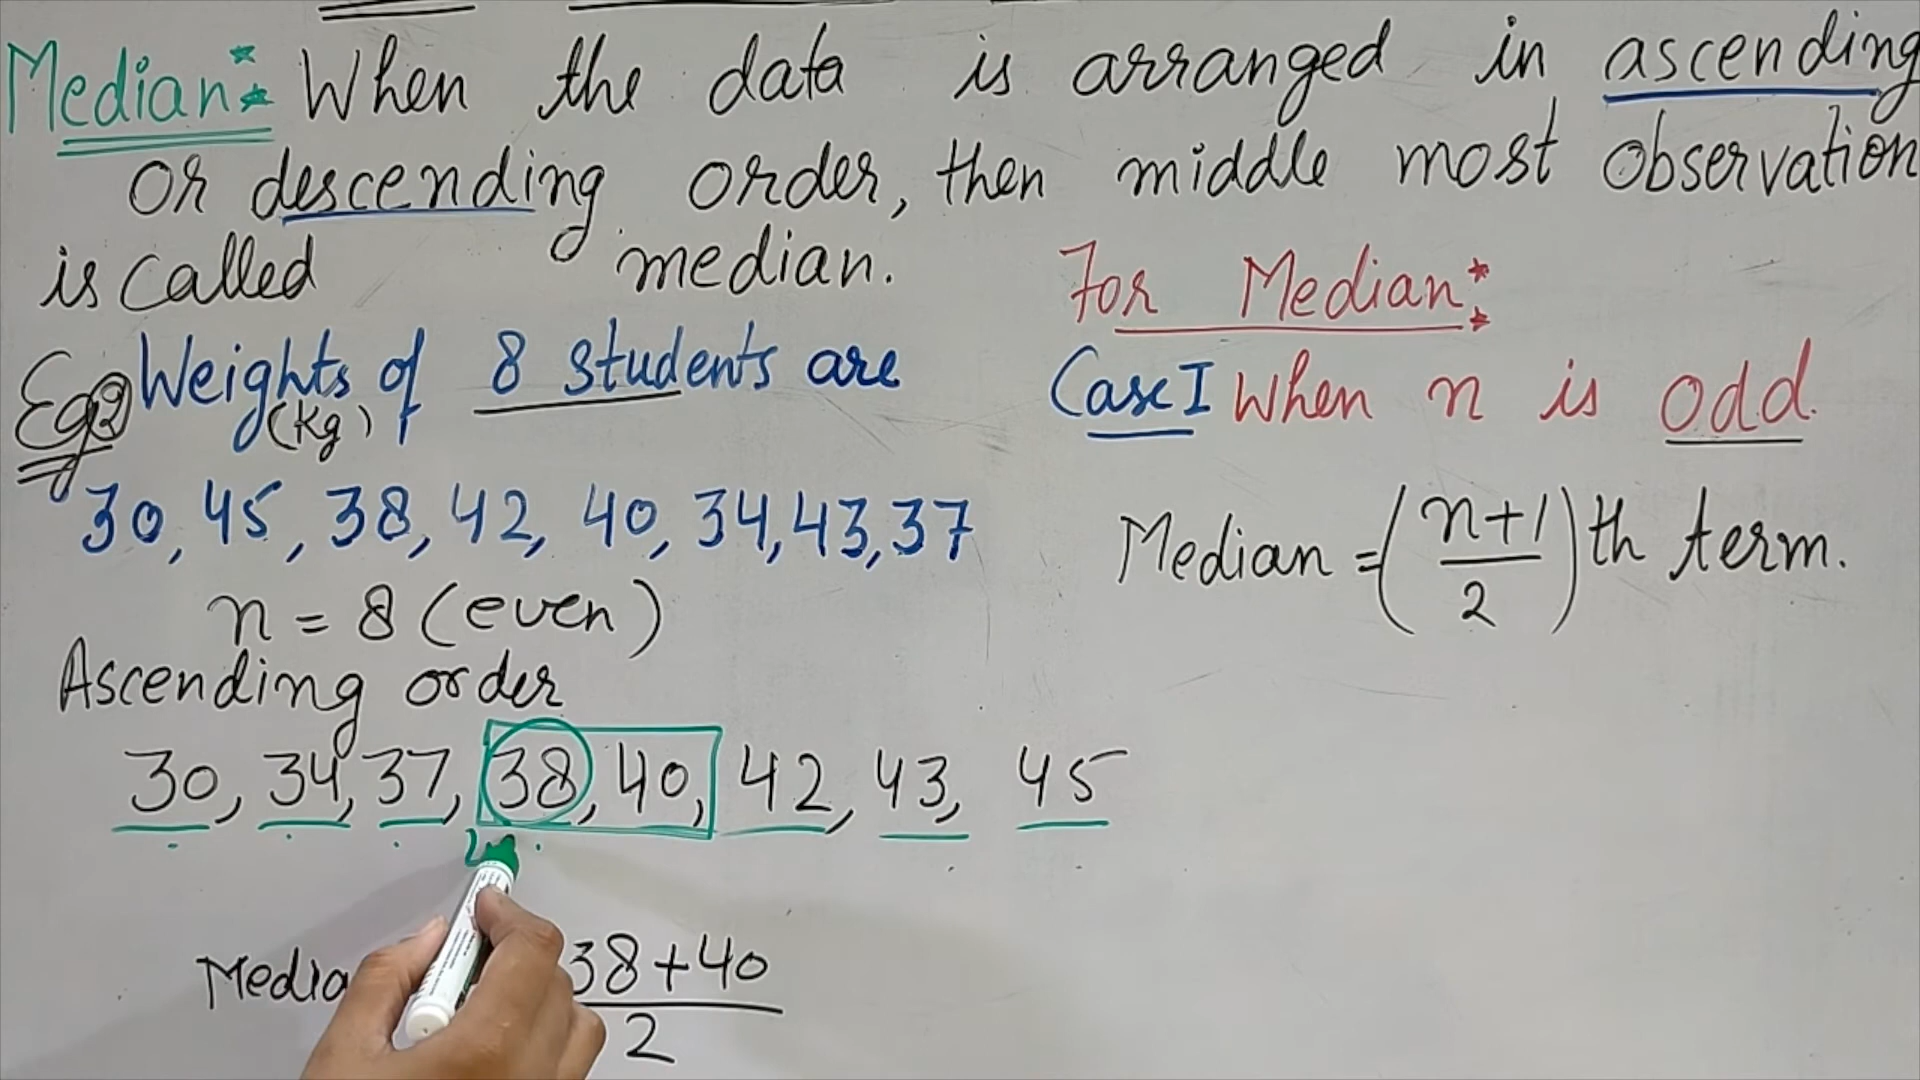 Median: When the data is arranged in ascending
or descending order, then middle most observation
is called median.
Eg② Weights of 8 students are
(Kg)
30, 45, 38, 42, 40, 34, 43, 37
n = 8 (even)
Ascending order
30, 34, 37, 38, 40, 42, 43, 45
38+40
2
For Median:
Case I When n is odd.
Median = (n+1/2)th term.